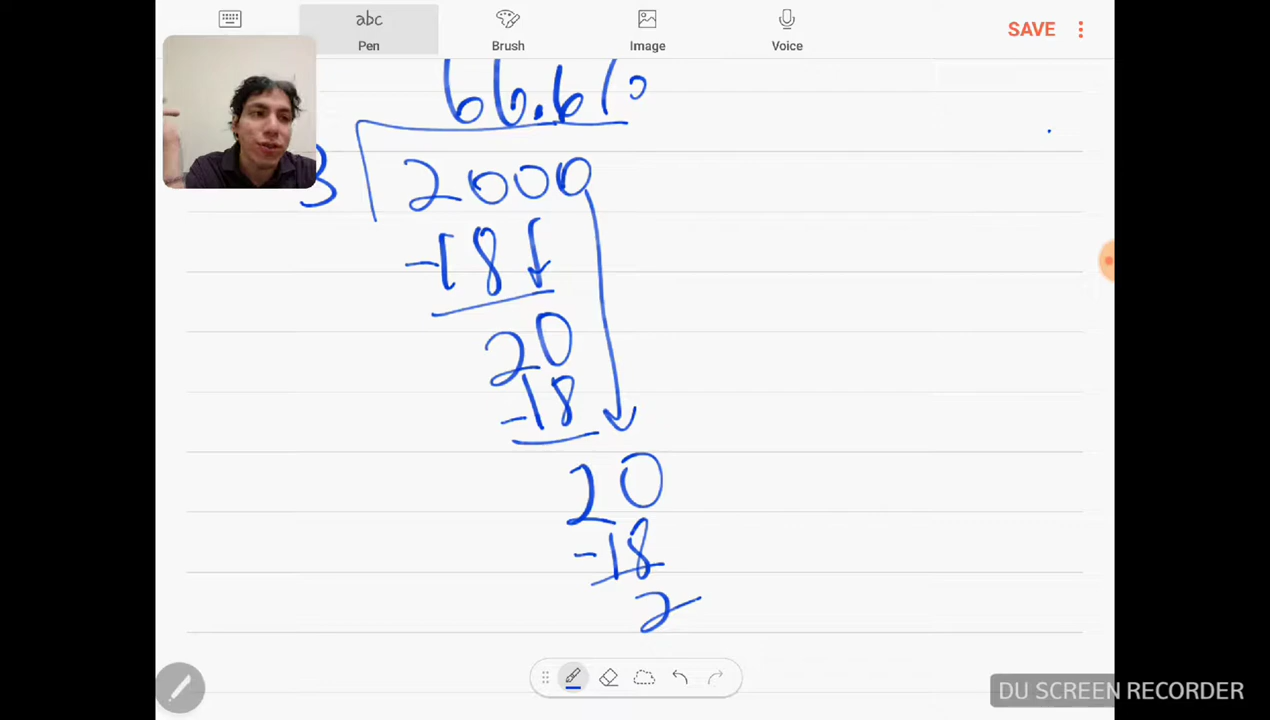 abc
Pen
Brush
Image
Voice
SAVE
66.6%
3 2000
-18
20
-18
20
-18
2
DU SCREEN RECORDER